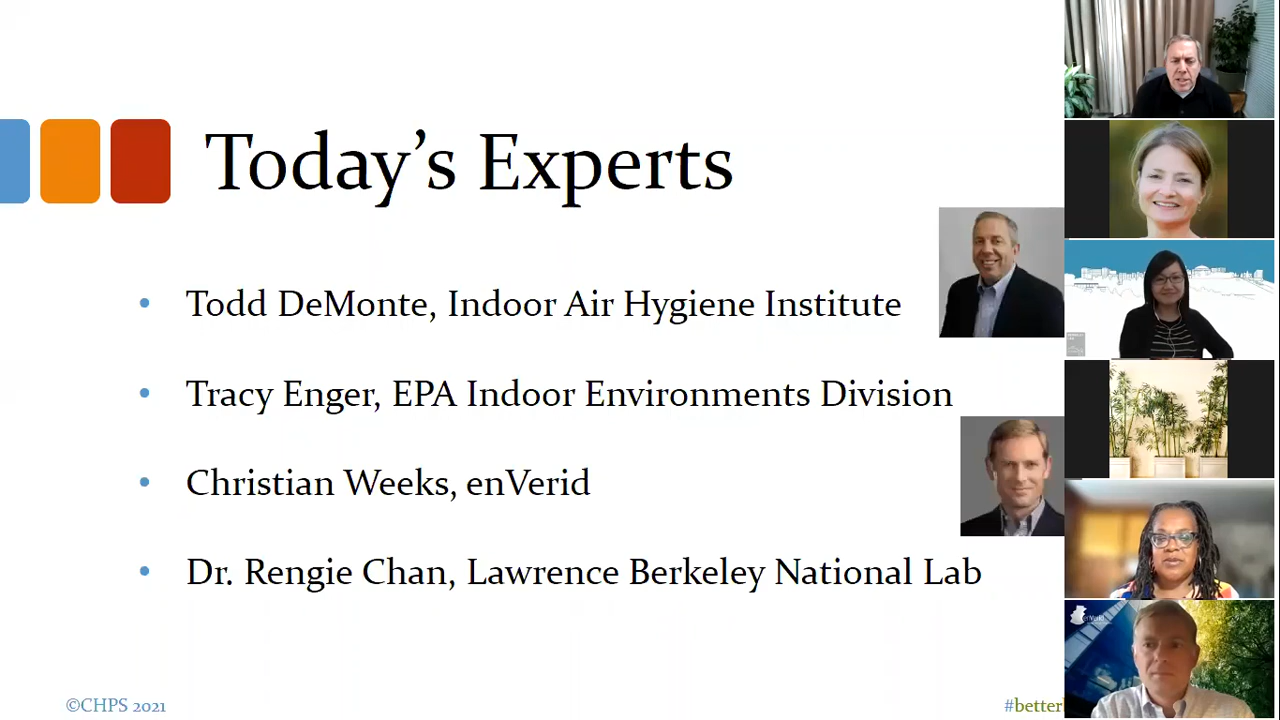 Today's Experts
• Todd DeMonte, Indoor Air Hygiene Institute
• Tracy Enger, EPA Indoor Environments Division
• Christian Weeks, enVerid
• Dr. Rengie Chan, Lawrence Berkeley National Lab
enVerid
©CHPS 2021
#better